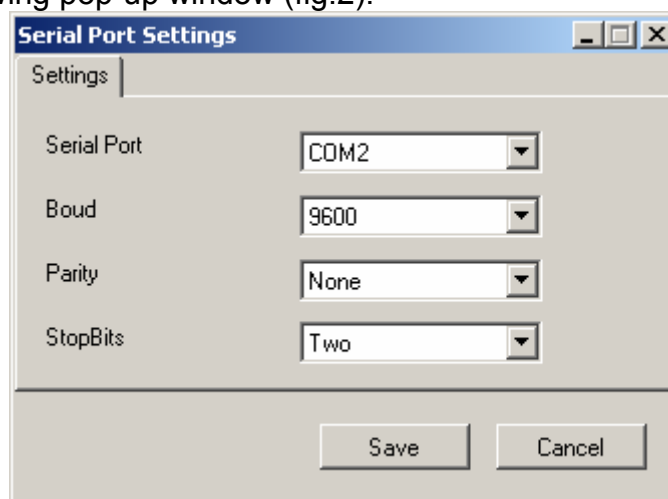 pop-up window (fig.2):
Serial Port Settings
Settings
Serial Port COM2
Boud 9600
Parity None
StopBits Two
Save Cancel